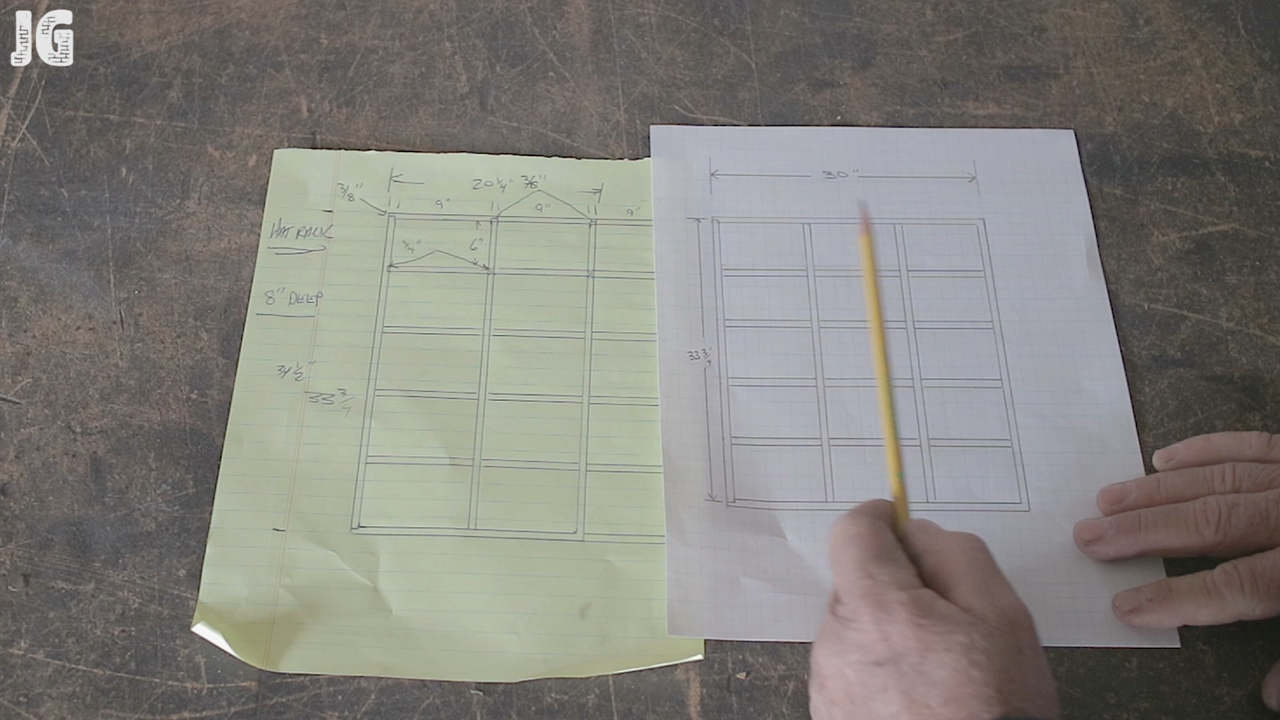 JG
3/8"
20 1/4" 3/8"
9" 9" 9"
HAT RACK
1/4" 6"
8" DEEP
34 1/2"
33 3/4
30"
33 3/4"